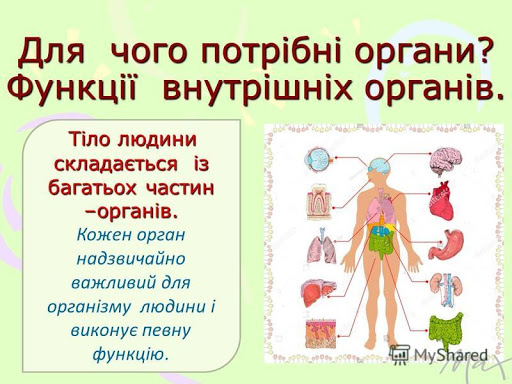 Для чого потрібні органи?
Функції внутрішніх органів.
Тіло людини
складається із
багатьох частин
–органів.
Кожен орган
надзвичайно
важливий для
організму людини і
виконує певну
функцію.
MyShared